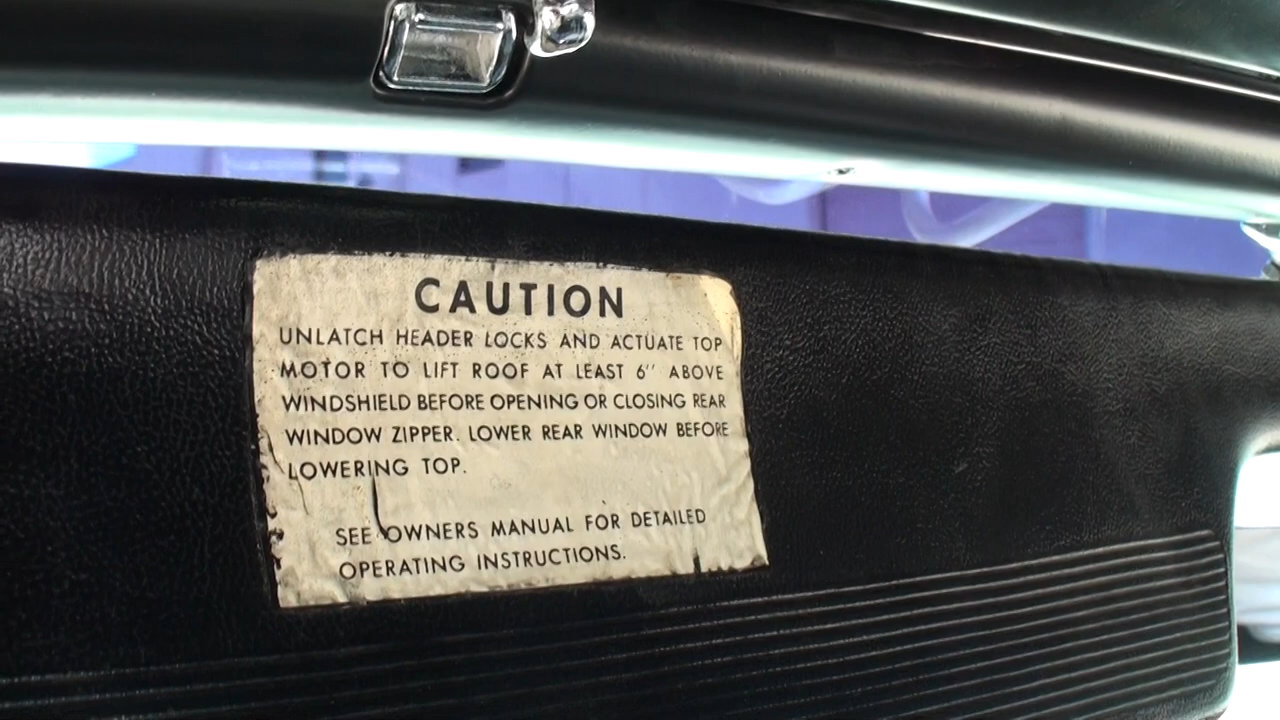 CAUTION
UNLATCH HEADER LOCKS AND ACTUATE TOP
MOTOR TO LIFT ROOF AT LEAST 6" ABOVE
WINDSHIELD BEFORE OPENING OR CLOSING REAR
WINDOW ZIPPER. LOWER REAR WINDOW BEFORE
LOWERING TOP.
SEE OWNERS MANUAL FOR DETAILED
OPERATING INSTRUCTIONS.